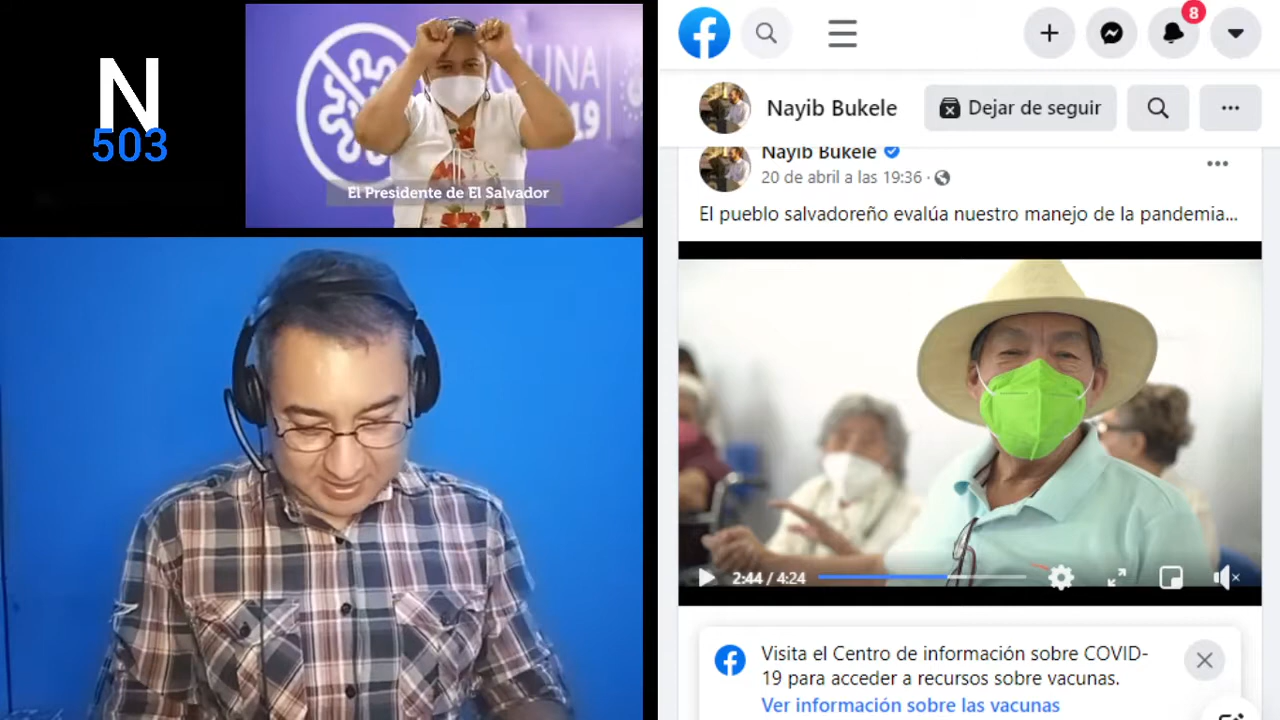 N
503
CUNA
19
El Presidente de El Salvador
8
Nayib Bukele
Dejar de seguir
Nayib Bukele
20 de abril a las 19:36 ·
El pueblo salvadoreño evalúa nuestro manejo de la pandemia...
2:44 / 4:24
Visita el Centro de información sobre COVID-
19 para acceder a recursos sobre vacunas.
Ver información sobre las vacunas